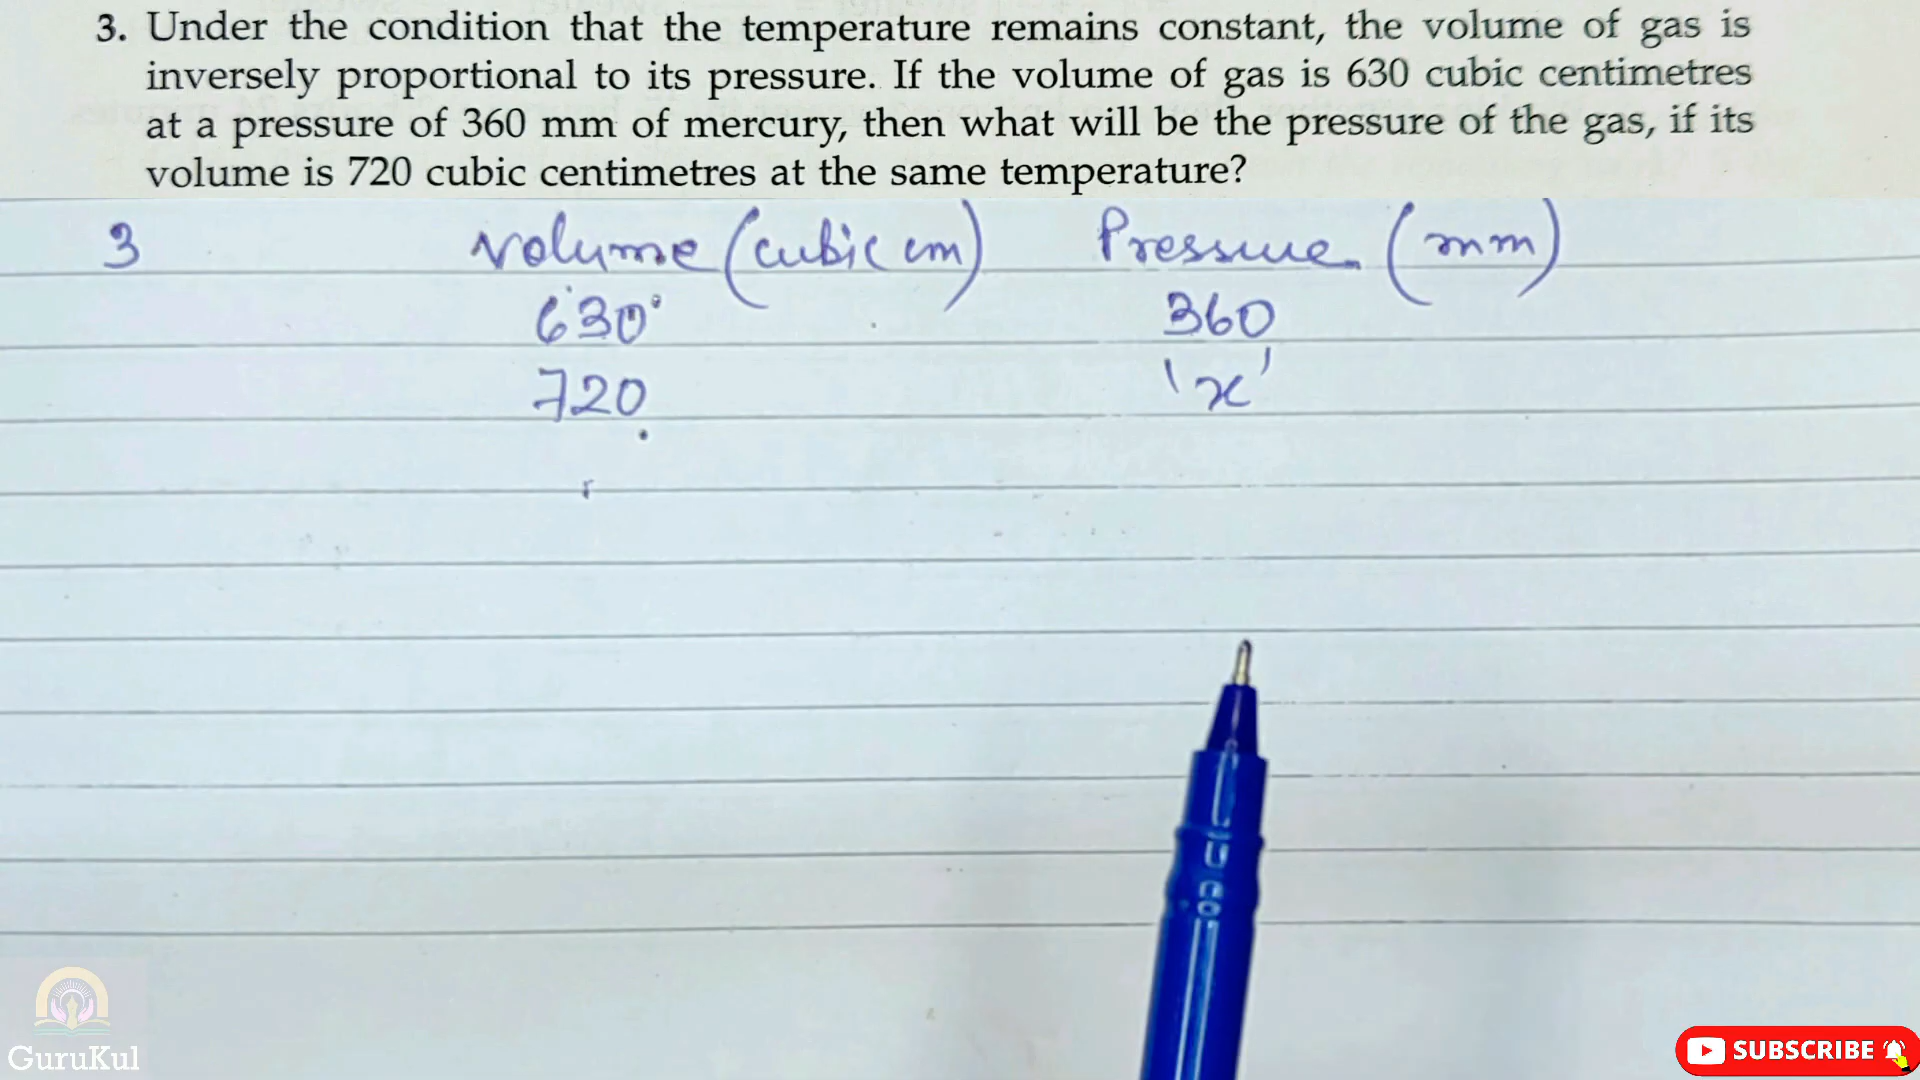 3. Under the condition that the temperature remains constant, the volume of gas is
inversely proportional to its pressure. If the volume of gas is 630 cubic centimetres
at a pressure of 360 mm of mercury, then what will be the pressure of the gas, if its
volume is 720 cubic centimetres at the same temperature?
3 Volume (cubic cm) Pressure (mm)
630 360
720 'x'
GuruKul
SUBSCRIBE